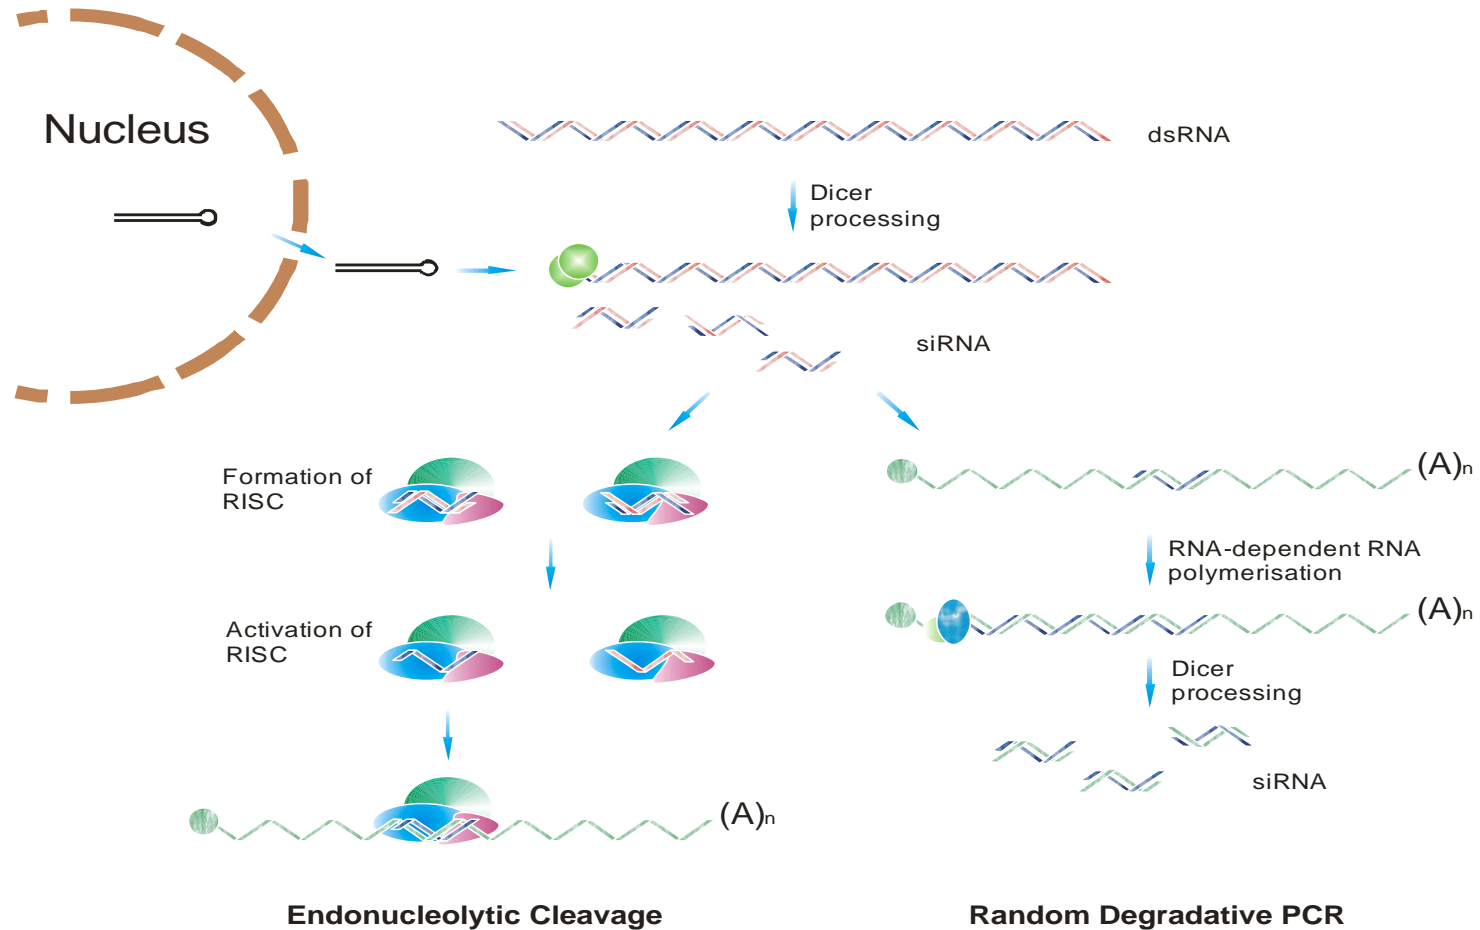 Nucleus
dsRNA
Dicer
processing
siRNA
Formation of
RISC
(A)n
RNA-dependent RNA
polymerisation
Activation of
RISC
(A)n
Dicer
processing
siRNA
(A)n
Endonucleolytic Cleavage
Random Degradative PCR